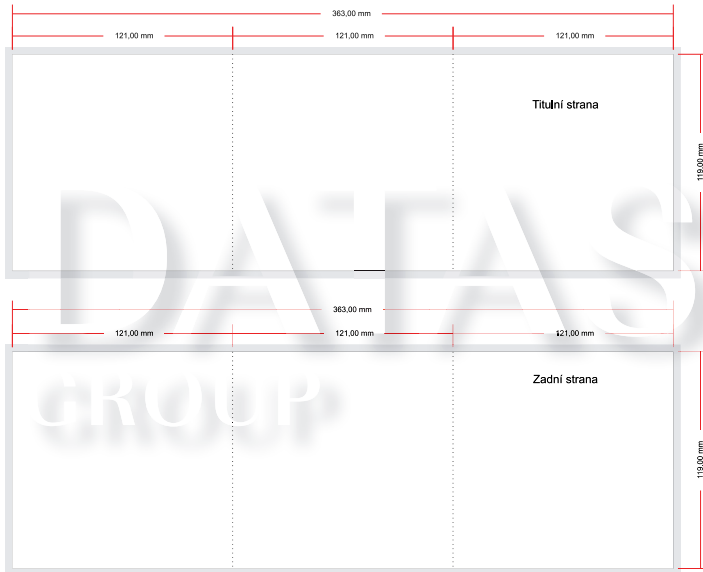 363,00 mm
121,00 mm 121,00 mm 121,00 mm
Titulní strana
119,00 mm
DATAS
363,00 mm
121,00 mm 121,00 mm 121,00 mm
Zadní strana
GROUP
119,00 mm